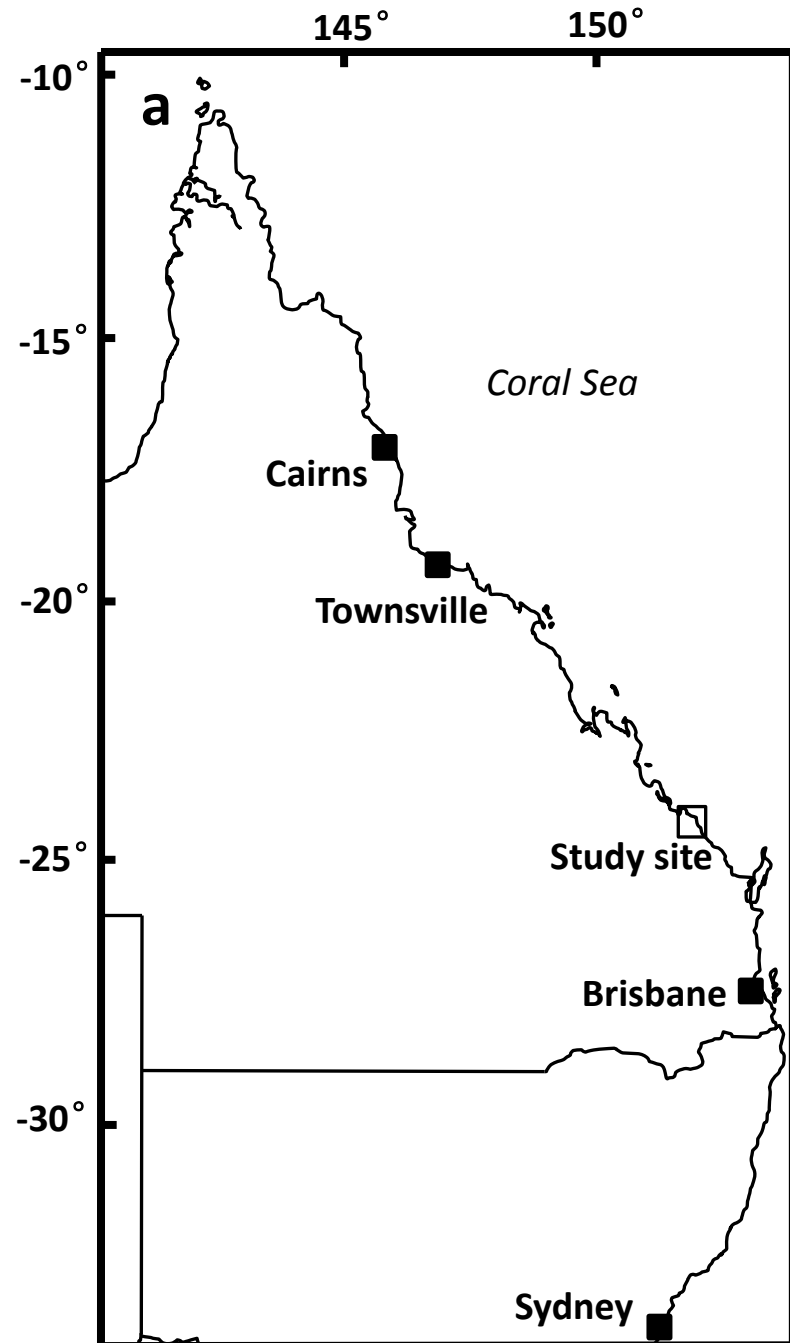 145° 150°
-10°
a
-15°
Coral Sea
Cairns
-20°
Townsville
-25°
Study site
Brisbane
-30°
Sydney